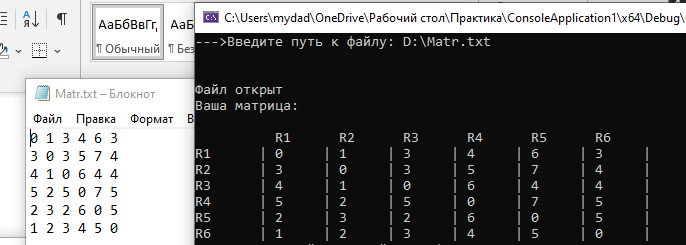 АаБбВвГг,
АаБбВ
¶ Обычный
¶ Без
C:\Users\mydad\OneDrive\Рабочий стол\Практика\ConsoleApplication1\x64\Debug\
--->Введите путь к файлу: D:\Matr.txt
Файл открыт
Ваша матрица:
R1 R2 R3 R4 R5 R6
R1 | 0 | 1 | 3 | 4 | 6 | 3 |
R2 | 3 | 0 | 3 | 5 | 7 | 4 |
R3 | 4 | 1 | 0 | 6 | 4 | 4 |
R4 | 5 | 2 | 5 | 0 | 7 | 5 |
R5 | 2 | 3 | 2 | 6 | 0 | 5 |
R6 | 1 | 2 | 3 | 4 | 5 | 0 |
Matr.txt – Блокнот
Файл Правка Формат В
0 1 3 4 6 3
3 0 3 5 7 4
4 1 0 6 4 4
5 2 5 0 7 5
2 3 2 6 0 5
1 2 3 4 5 0